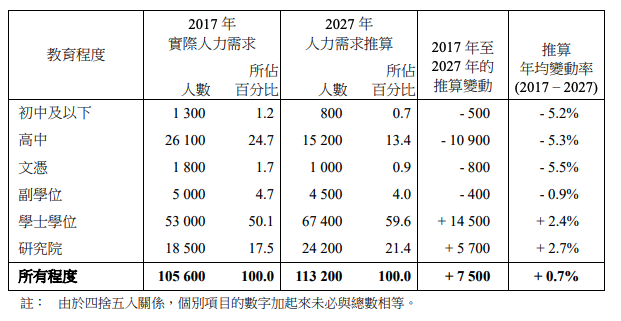 教育程度 2017 年 實際人力需求 2027 年 人力需求推算 2017 年至 2027 年的 推算變動 推算 年均變動率 (2017 – 2027)
人數 所佔 百分比 人數 所佔 百分比
初中及以下 1 300 1.2 800 0.7 - 500 - 5.2%
高中 26 100 24.7 15 200 13.4 - 10 900 - 5.3%
文憑 1 800 1.7 1 000 0.9 - 800 - 5.5%
副學位 5 000 4.7 4 500 4.0 - 400 - 0.9%
學士學位 53 000 50.1 67 400 59.6 + 14 500 + 2.4%
研究院 18 500 17.5 24 200 21.4 + 5 700 + 2.7%
所有程度 105 600 100.0 113 200 100.0 + 7 500 + 0.7%
註： 由於四捨五入關係，個別項目的數字加起來未必與總數相等。